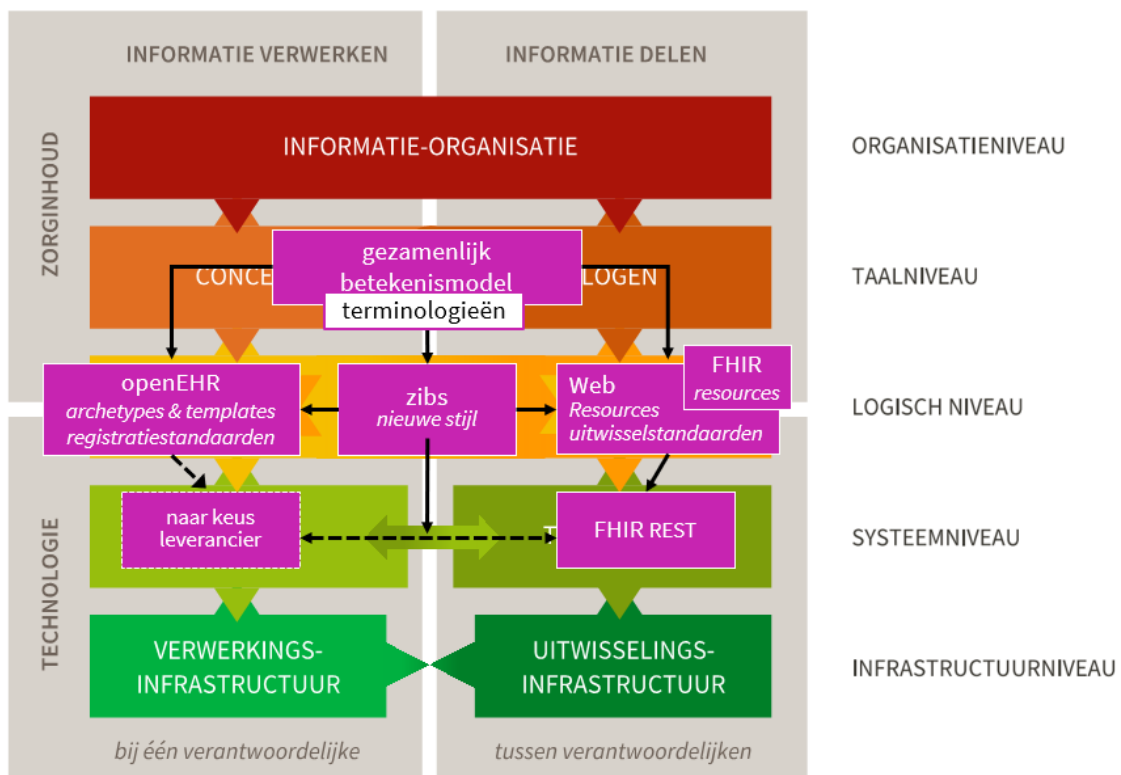 INFORMATIE VERWERKEN
INFORMATIE DELEN
ZORGINHOUD
INFORMATIE-ORGANISATIE
ORGANISATIENIVEAU
gezamenlijk
betekenismodel
CONCE
LOGEN
terminologieën
TAALNIVEAU
openEHR
archetypes & templates
registratiestandaarden
zibs
nieuwe stijl
Web
Resources
uitwisselstandaarden
FHIR
resources
LOGISCH NIVEAU
TECHNOLOGIE
naar keus
leverancier
T
FHIR REST
SYSTEEMNIVEAU
VERWERKINGS-
INFRASTRUCTUUR
UITWISSELINGS-
INFRASTRUCTUUR
INFRASTRUCTUURNIVEAU
bij één verantwoordelijke
tussen verantwoordelijken